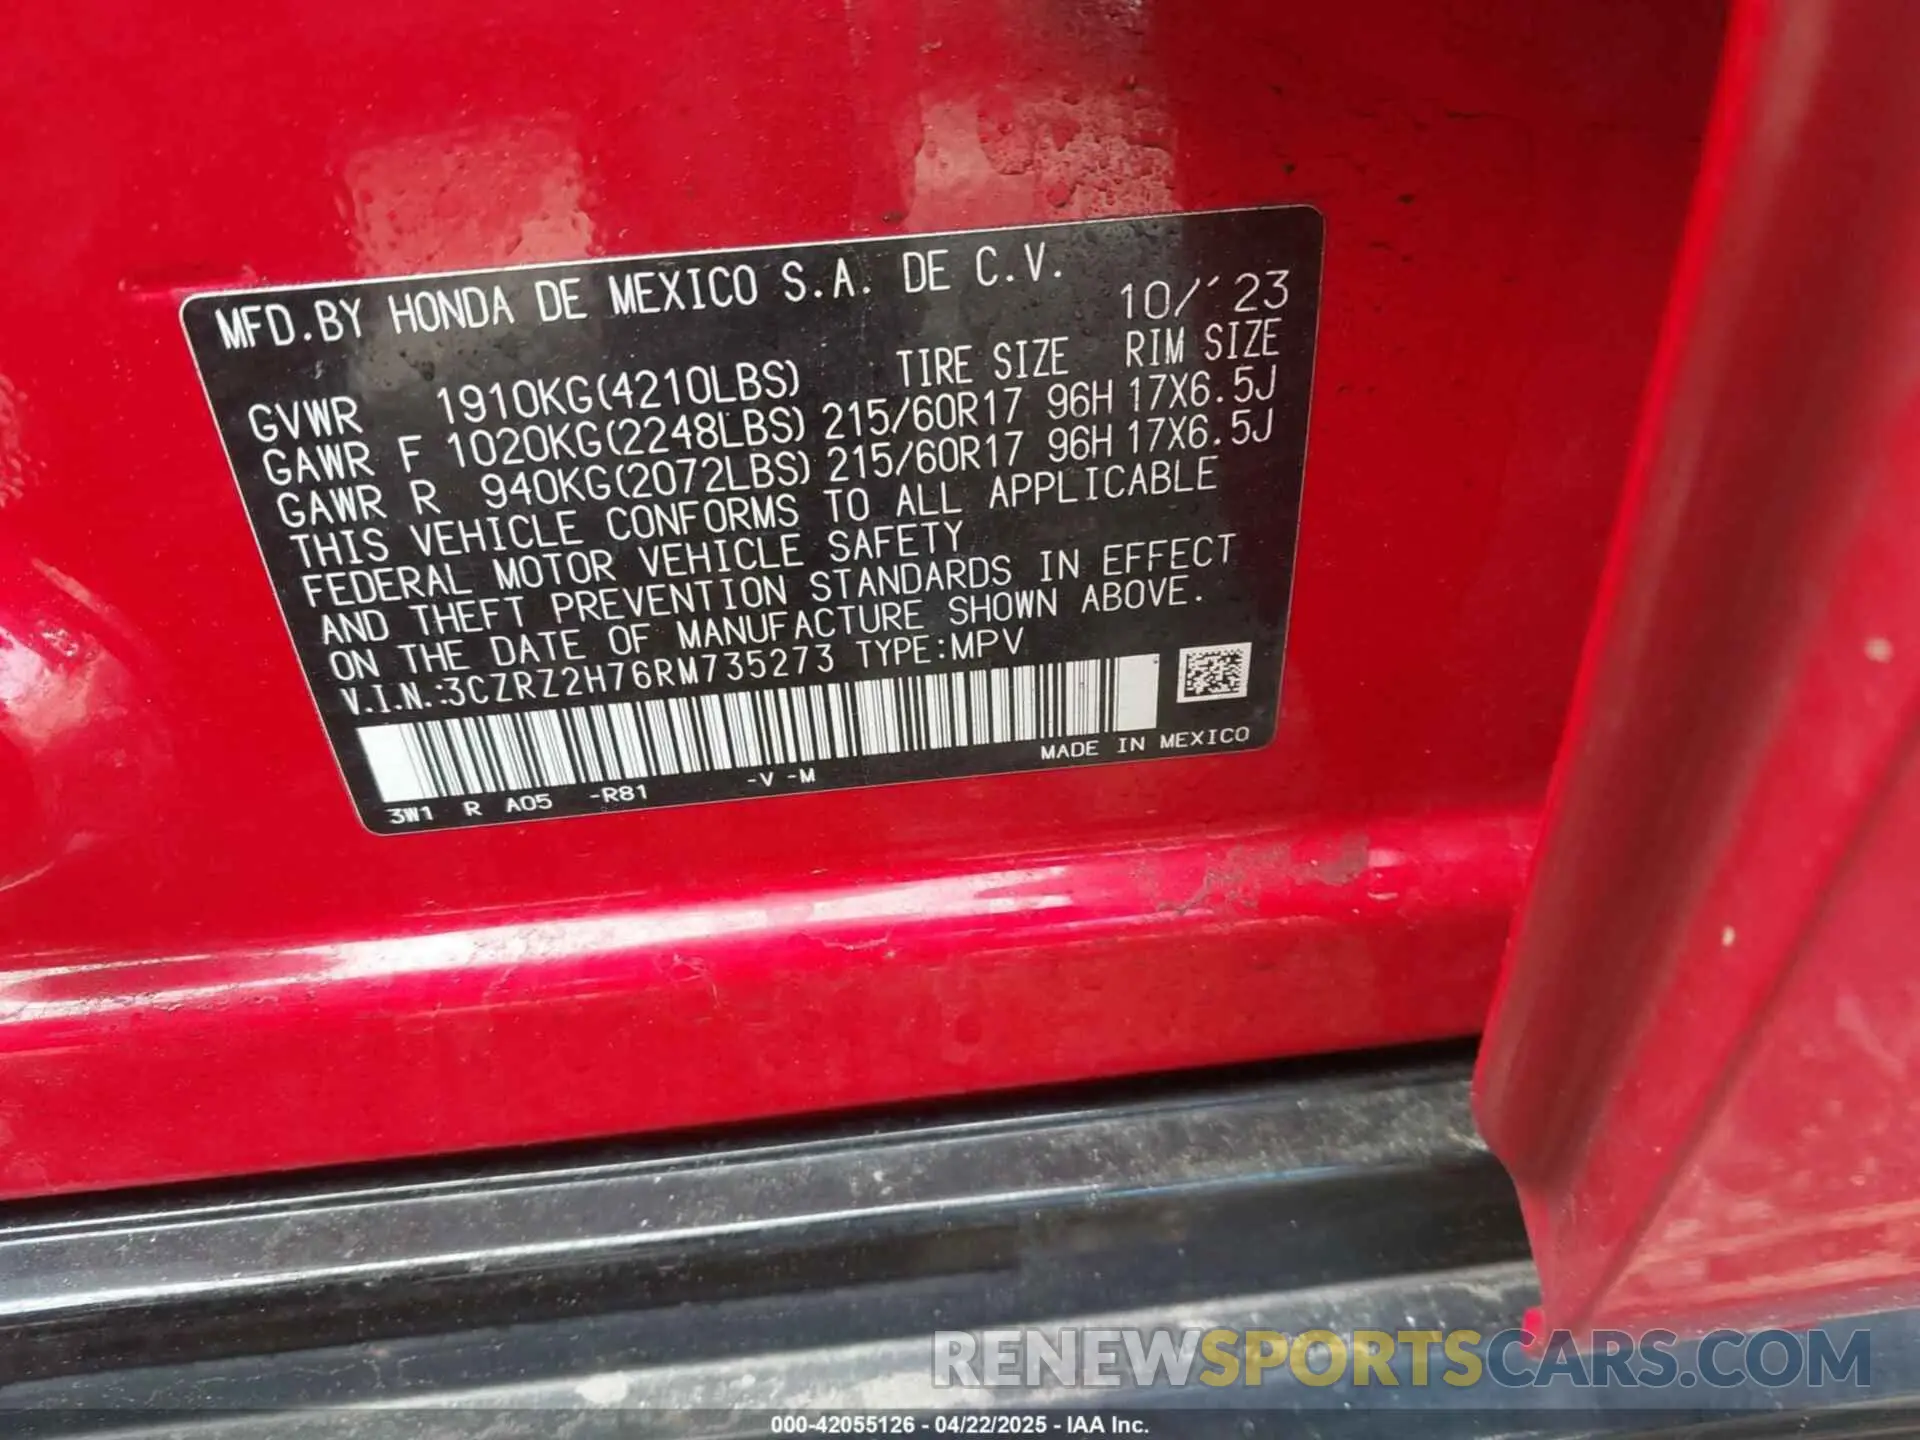 MFD.BY HONDA DE MEXICO S.A. DE C.V.
10/'23
TIRE SIZE RIM SIZE
GVWR 1910KG(4210LBS)
GAWR F 1020KG(2248LBS) 215/60R17 96H 17X6.5J
GAWR R 940KG(2072LBS) 215/60R17 96H 17X6.5J
THIS VEHICLE CONFORMS TO ALL APPLICABLE
FEDERAL MOTOR VEHICLE SAFETY
AND THEFT PREVENTION STANDARDS IN EFFECT
ON THE DATE OF MANUFACTURE SHOWN ABOVE.
V.I.N.:3CZRZ2H76RM735273 TYPE:MPV
MADE IN MEXICO
3W1 R A05 -R81 -V -M
RENEWSPORTSCARS.COM
000-42055126 - 04/22/2025 - IAA Inc.